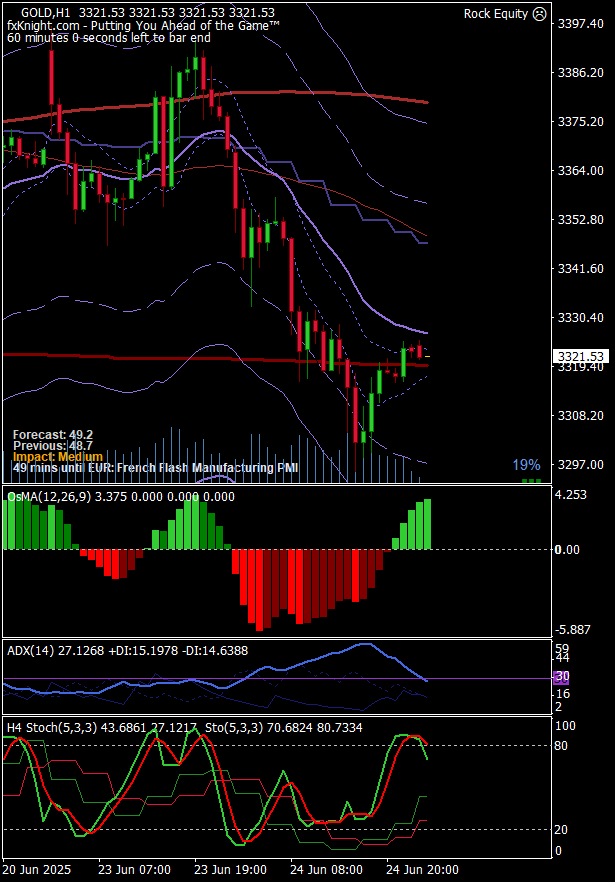 GOLD,H1 3321.53 3321.53 3321.53 3321.53
Rock Equity ☹
fxKnight.com - Putting You Ahead of the Game™
60 minutes 0 seconds left to bar end
3397.40
3386.20
3375.20
3364.00
3352.80
3341.60
3330.40
3321.53
3319.40
3308.20
3297.00
Forecast: 49.2
Previous: 48.7
Impact: Medium
49 mins until EUR: French Flash Manufacturing PMI
19%
OsMA(12,26,9) 3.375 0.000 0.000 0.000
4.253
0.00
-5.887
ADX(14) 27.1268 +DI:15.1978 -DI:14.6388
59
44
30
16
2
H4 Stoch(5,3,3) 43.6861 27.1217 Sto(5,3,3) 70.6824 80.7334
100
80
20
0
20 Jun 2025 23 Jun 07:00 23 Jun 19:00 24 Jun 08:00 24 Jun 20:00